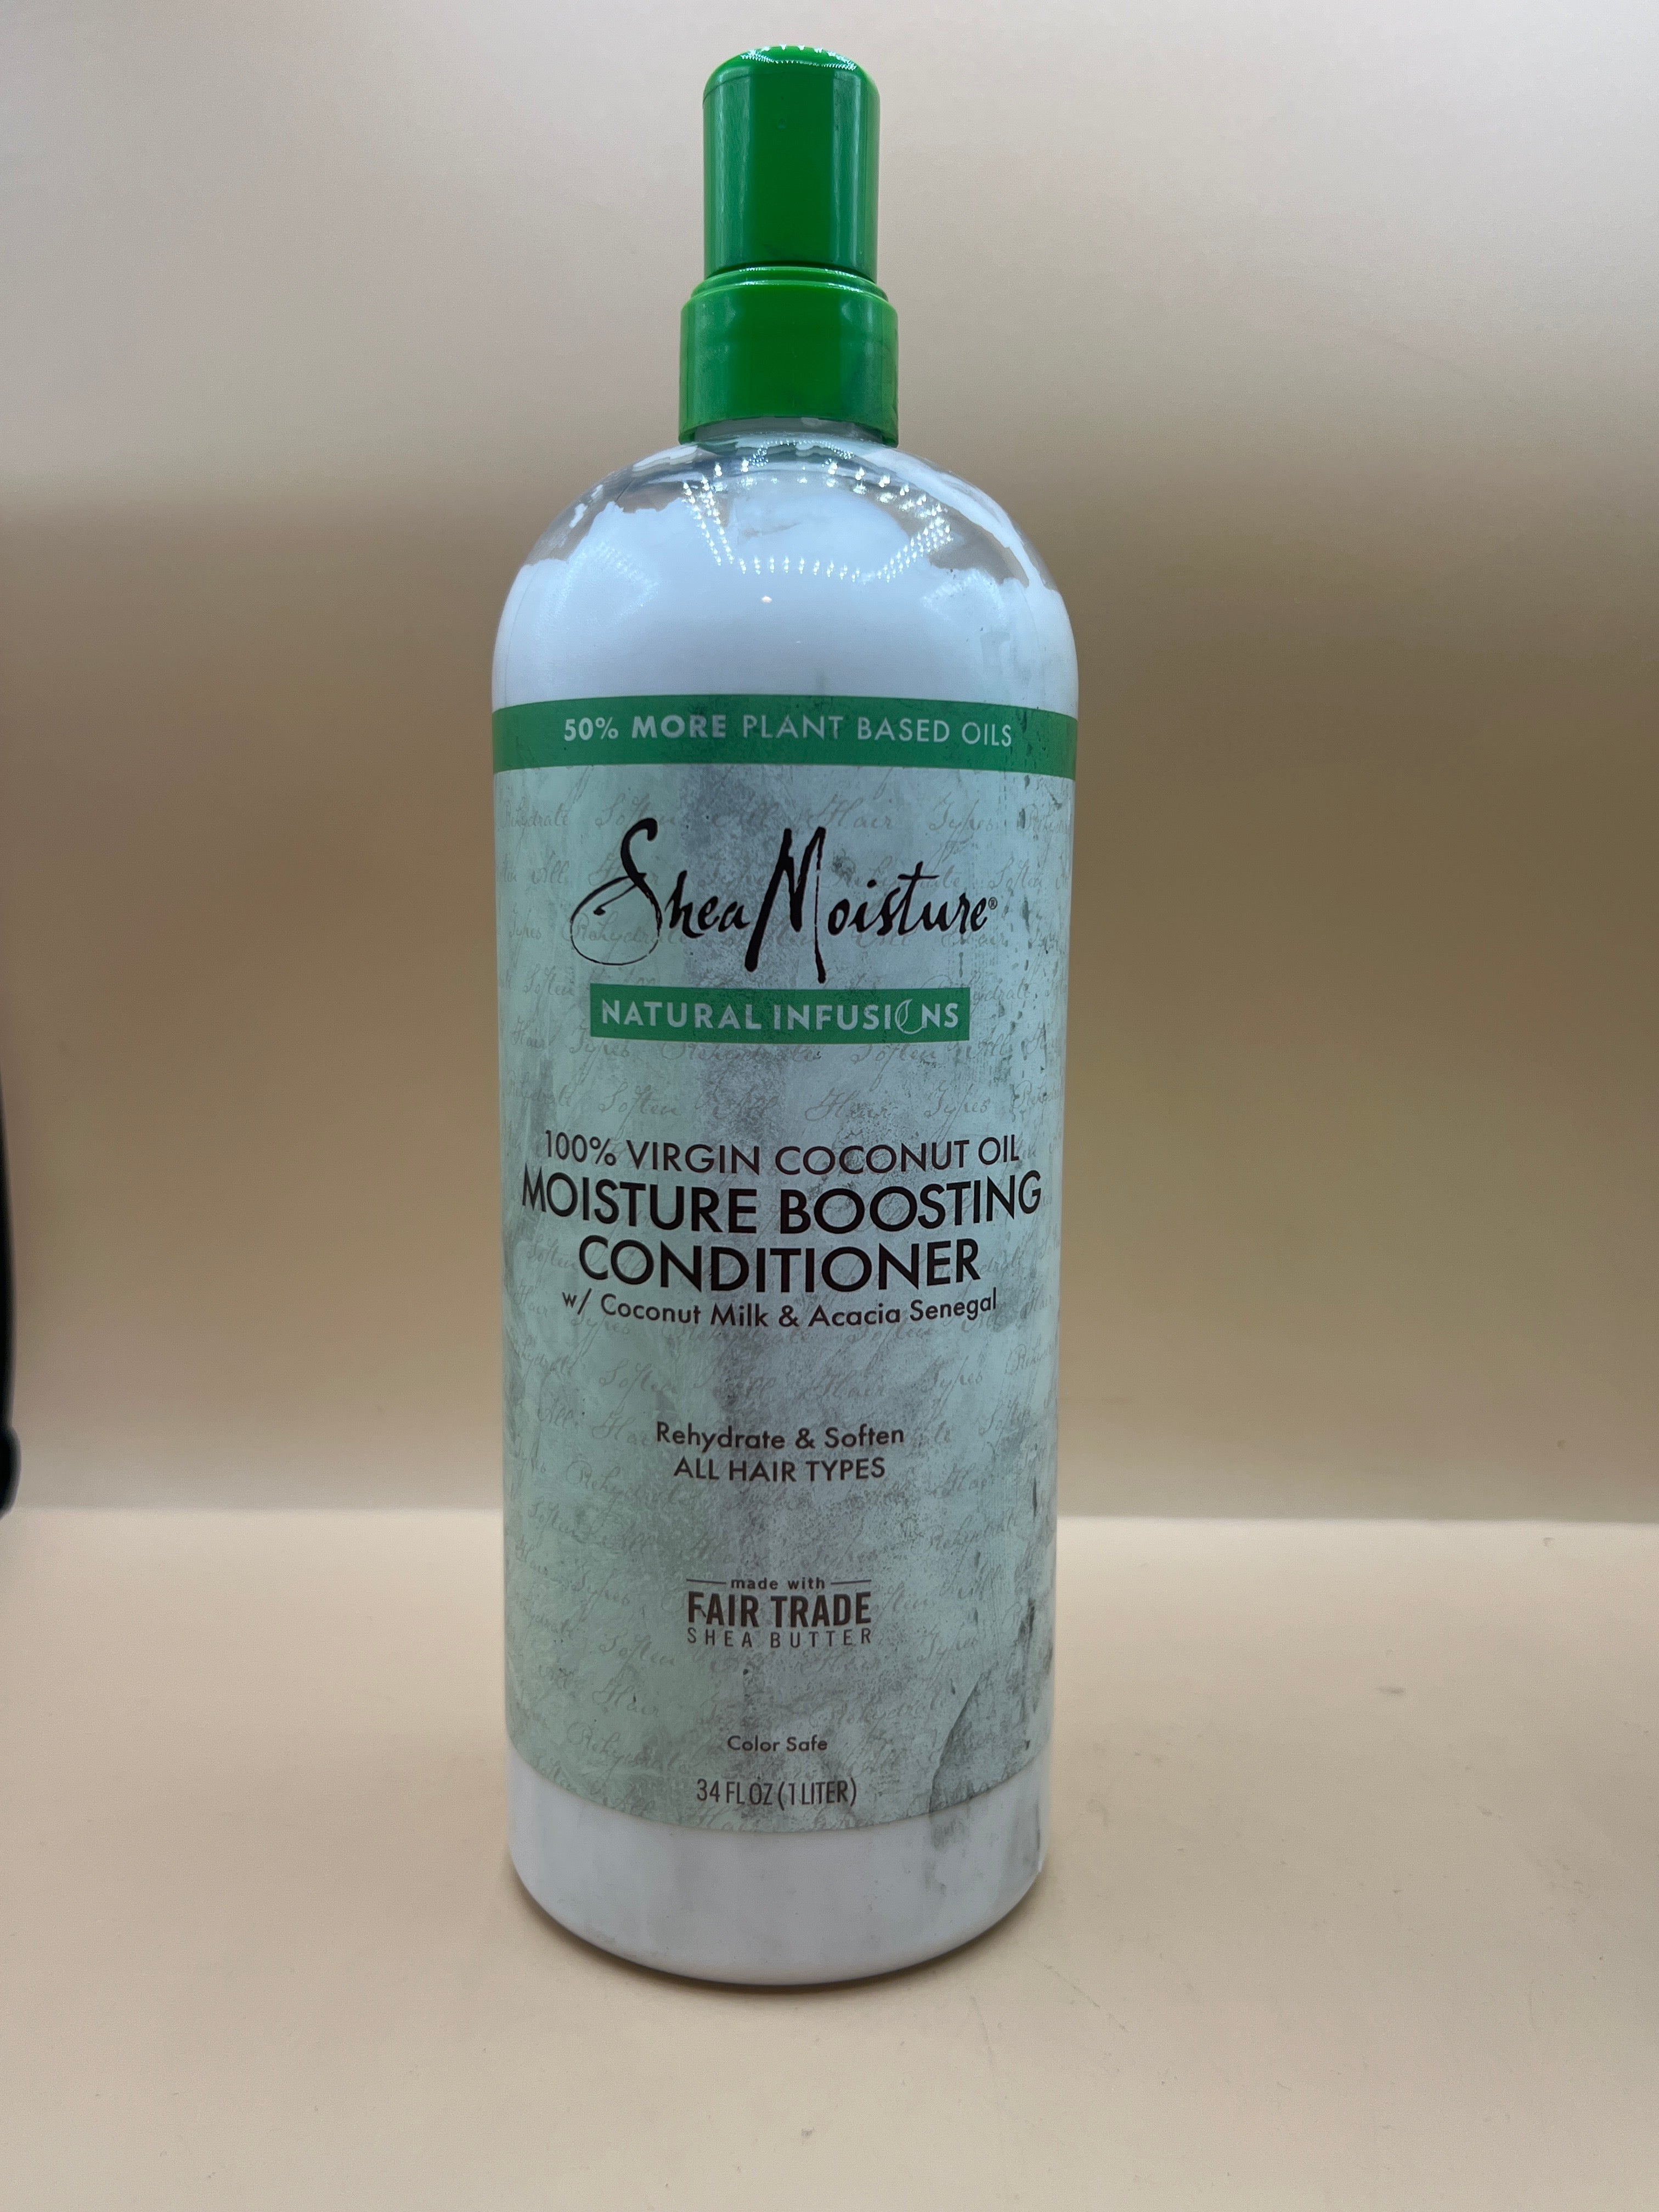 50% MORE PLANT BASED OILS
SheaMoisture®
NATURAL INFUSIONS
100% VIRGIN COCONUT OIL
MOISTURE BOOSTING
CONDITIONER
w/ Coconut Milk & Acacia Senegal
Rehydrate & Soften
ALL HAIR TYPES
made with
FAIR TRADE
SHEA BUTTER
Color Safe
34 FL OZ (1 LITER)